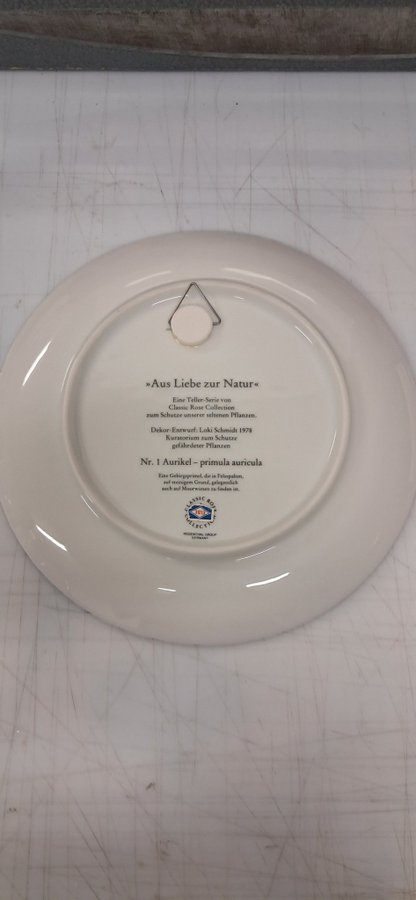 »Aus Liebe zur Natur«
Eine Teller-Serie von
Classic Rose Collection
zum Schutze unserer seltenen Pflanzen.
Dekor-Entwurf: Loki Schmidt 1978
Kuratorium zum Schutze
gefährdeter Pflanzen
Nr. 1 Aurikel – primula auricula
Eine Gebirgsprimel, die in Felsspalten,
auf steinigem Grund, gelegentlich
auch auf Moorwiesen zu finden ist.
CLASSIC ROSE
COLLECTION
ROSENTHAL GROUP
GERMANY